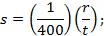 s = (1/400)(r/t);